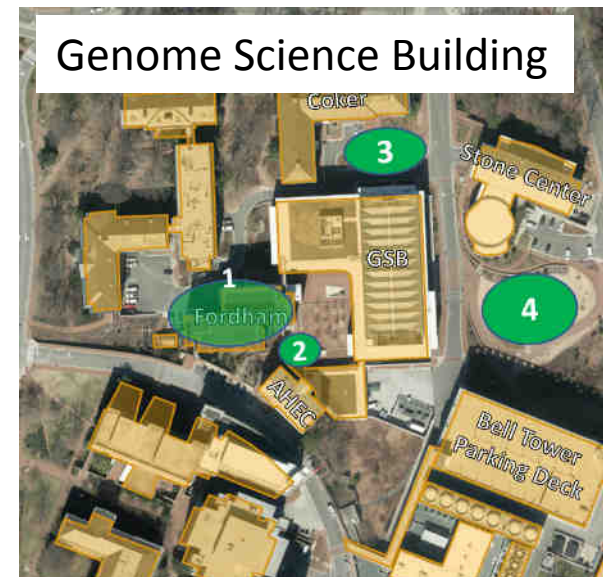 Genome Science Building
Coker
3
Stone Center
GSB
1
Fordham
4
2
AHEC
Bell Tower
Parking Deck